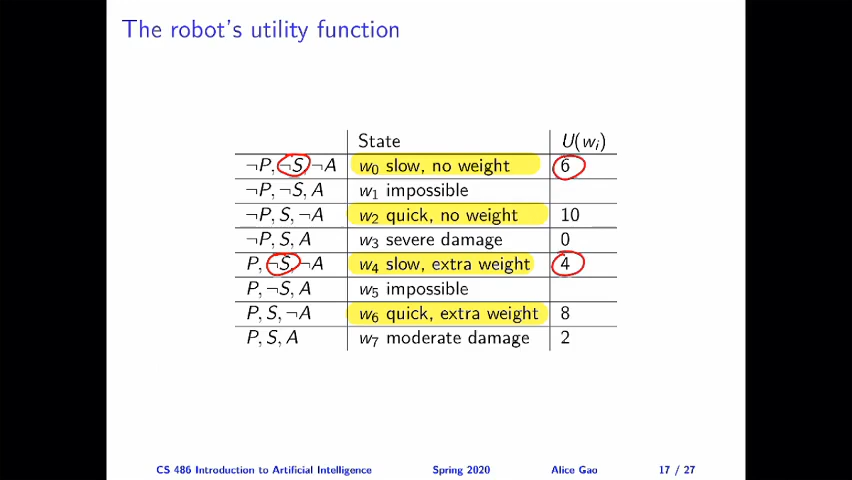 The robot's utility function
State U(wᵢ)
¬P, ¬S, ¬A w₀ slow, no weight 6
¬P, ¬S, A w₁ impossible
¬P, S, ¬A w₂ quick, no weight 10
¬P, S, A w₃ severe damage 0
P, ¬S, ¬A w₄ slow, extra weight 4
P, ¬S, A w₅ impossible
P, S, ¬A w₆ quick, extra weight 8
P, S, A w₇ moderate damage 2
CS 486 Introduction to Artificial Intelligence Spring 2020 Alice Gao 17 / 27